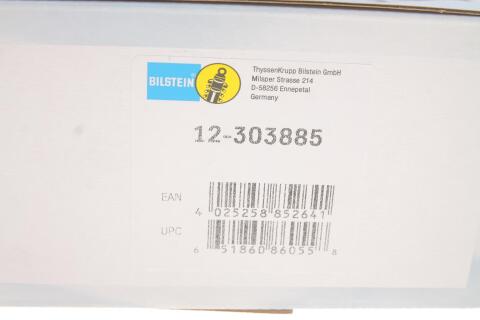 BILSTEIN
ThyssenKrupp Bilstein GmbH
Milsper Strasse 214
D-58256 Ennepetal
Germany
12-303885
EAN
4 025258 852641
UPC
6 51860 86055 8